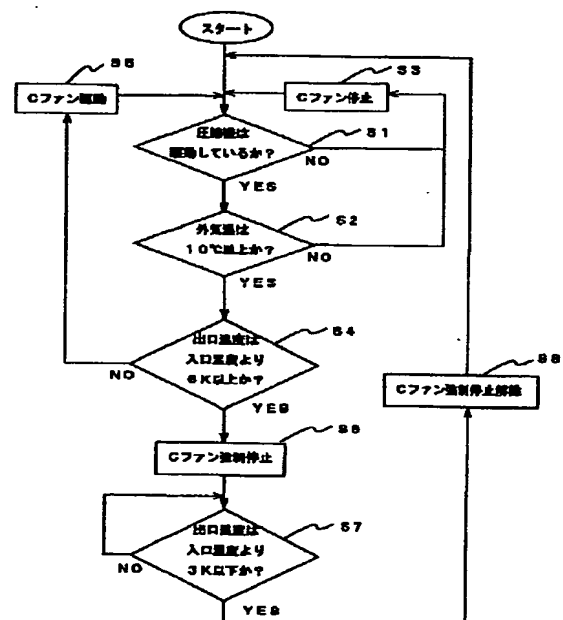 スタート
S5
Cファン駆動
S3
Cファン停止
圧縮機は
駆動しているか?
S1
NO
YES
外気温は
10℃以上か?
S2
NO
YES
出口温度は
入口温度より
6K以上か?
S4
NO
YES
S8
Cファン強制停止解除
S6
Cファン強制停止
出口温度は
入口温度より
3K以下か?
S7
NO
YES